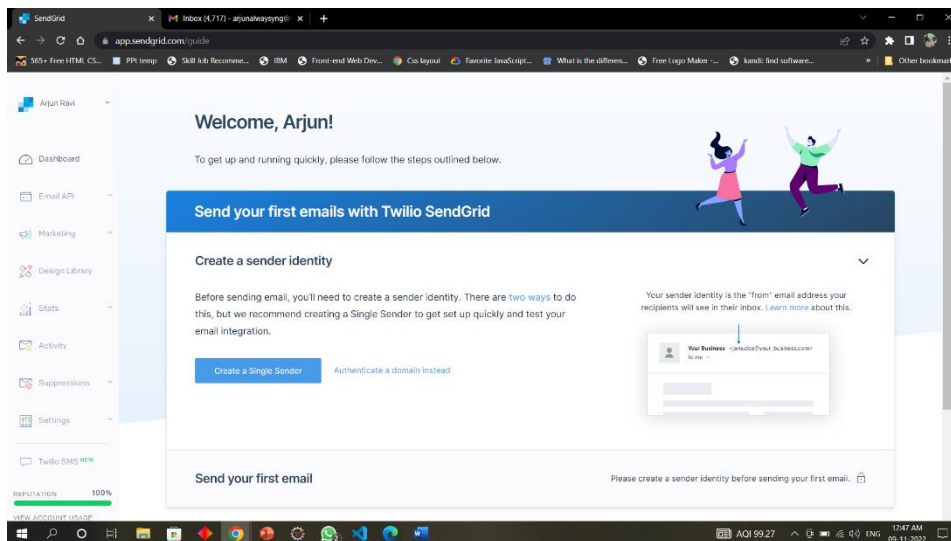 SendGrid
Inbox (4,717) - arjunalwaysyng@
app.sendgrid.com/guide
565+ Free HTML CS...
PPt temp
Skill Job Recomme...
IBM
Front-end Web Dev...
Css layout
Favorite JavaScript...
What is the differen...
Free Logo Maker -...
kandi: find software...
»
Other bookmark
Arjun Ravi
Dashboard
Email API
Marketing
Design Library
Stats
Activity
Suppressions
Settings
Twilio SMS NEW
REPUTATION 100%
VIEW ACCOUNT USAGE
Welcome, Arjun!
To get up and running quickly, please follow the steps outlined below.
Send your first emails with Twilio SendGrid
Create a sender identity
Before sending email, you'll need to create a sender identity. There are two ways to do
this, but we recommend creating a Single Sender to get set up quickly and test your
email integration.
Create a Single Sender
Authenticate a domain instead
Your sender identity is the "from" email address your
recipients will see in their inbox. Learn more about this.
Your Business <janedoe@your_business.com>
to me
Send your first email
Please create a sender identity before sending your first email.
AQI 99.27
ENG
12:47 AM
09-11-2022